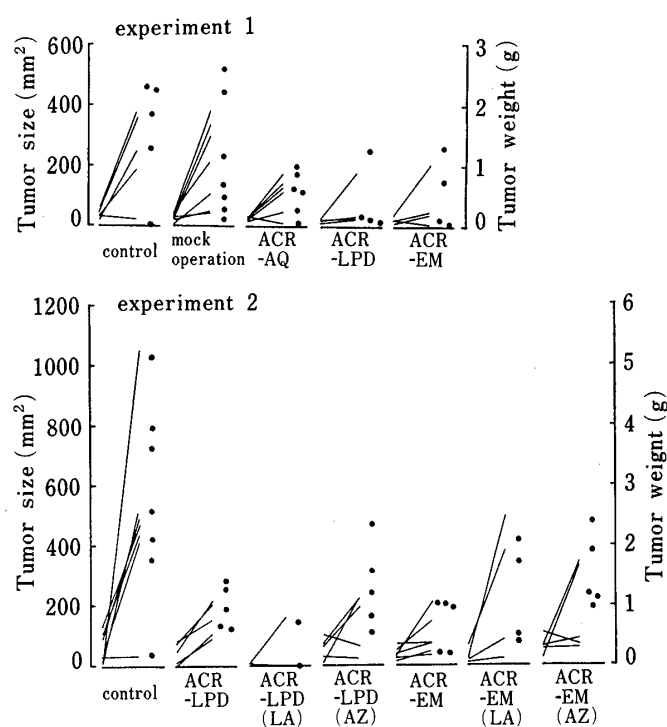 experiment 1
Tumor size (mm²)
600
400
200
0
3
2
1
0
Tumor weight (g)
control
mock operation
ACR -AQ
ACR -LPD
ACR -EM
experiment 2
Tumor size (mm²)
1200
1000
800
600
400
200
0
6
5
4
3
2
1
0
Tumor weight (g)
control
ACR -LPD
ACR -LPD (LA)
ACR -LPD (AZ)
ACR -EM
ACR -EM (LA)
ACR -EM (AZ)